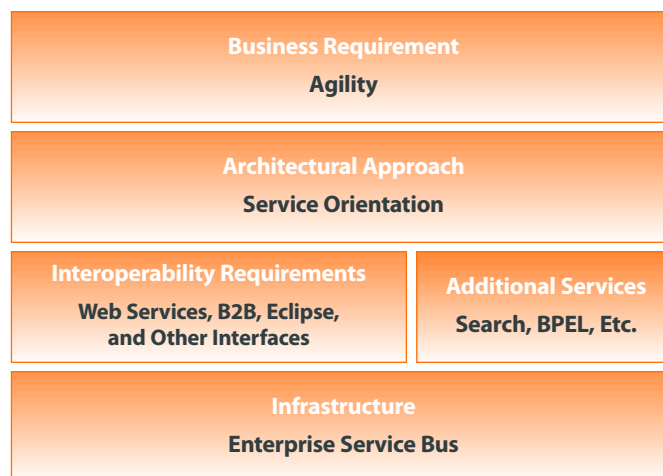 Business Requirement
Agility
Architectural Approach
Service Orientation
Interoperability Requirements
Web Services, B2B, Eclipse,
and Other Interfaces
Additional Services
Search, BPEL, Etc.
Infrastructure
Enterprise Service Bus